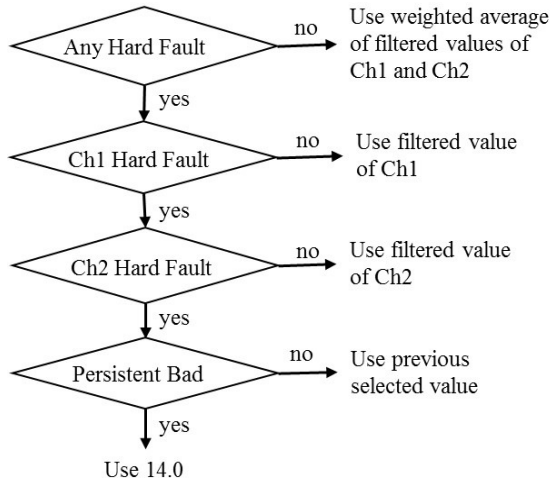 Any Hard Fault
no
Use weighted average
of filtered values of
Ch1 and Ch2
yes
Ch1 Hard Fault
no
Use filtered value
of Ch1
yes
Ch2 Hard Fault
no
Use filtered value
of Ch2
yes
Persistent Bad
no
Use previous
selected value
yes
Use 14.0